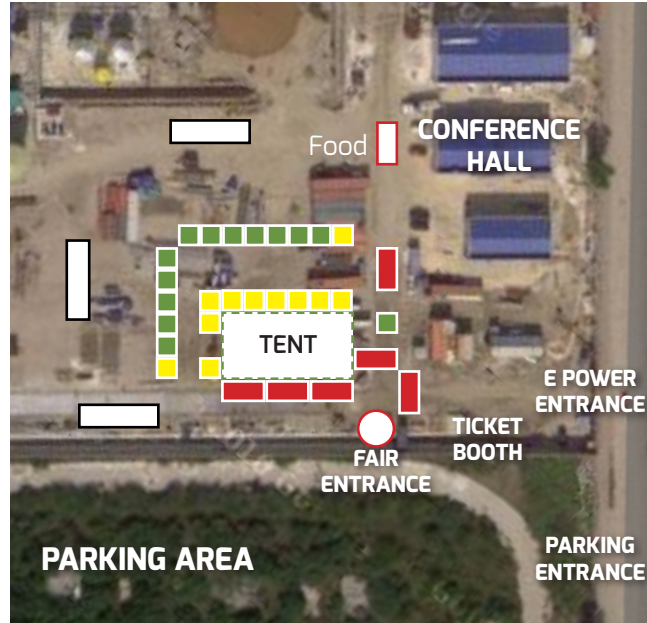 Food
CONFERENCE
HALL
TENT
E POWER
ENTRANCE
TICKET
BOOTH
FAIR
ENTRANCE
PARKING AREA
PARKING
ENTRANCE